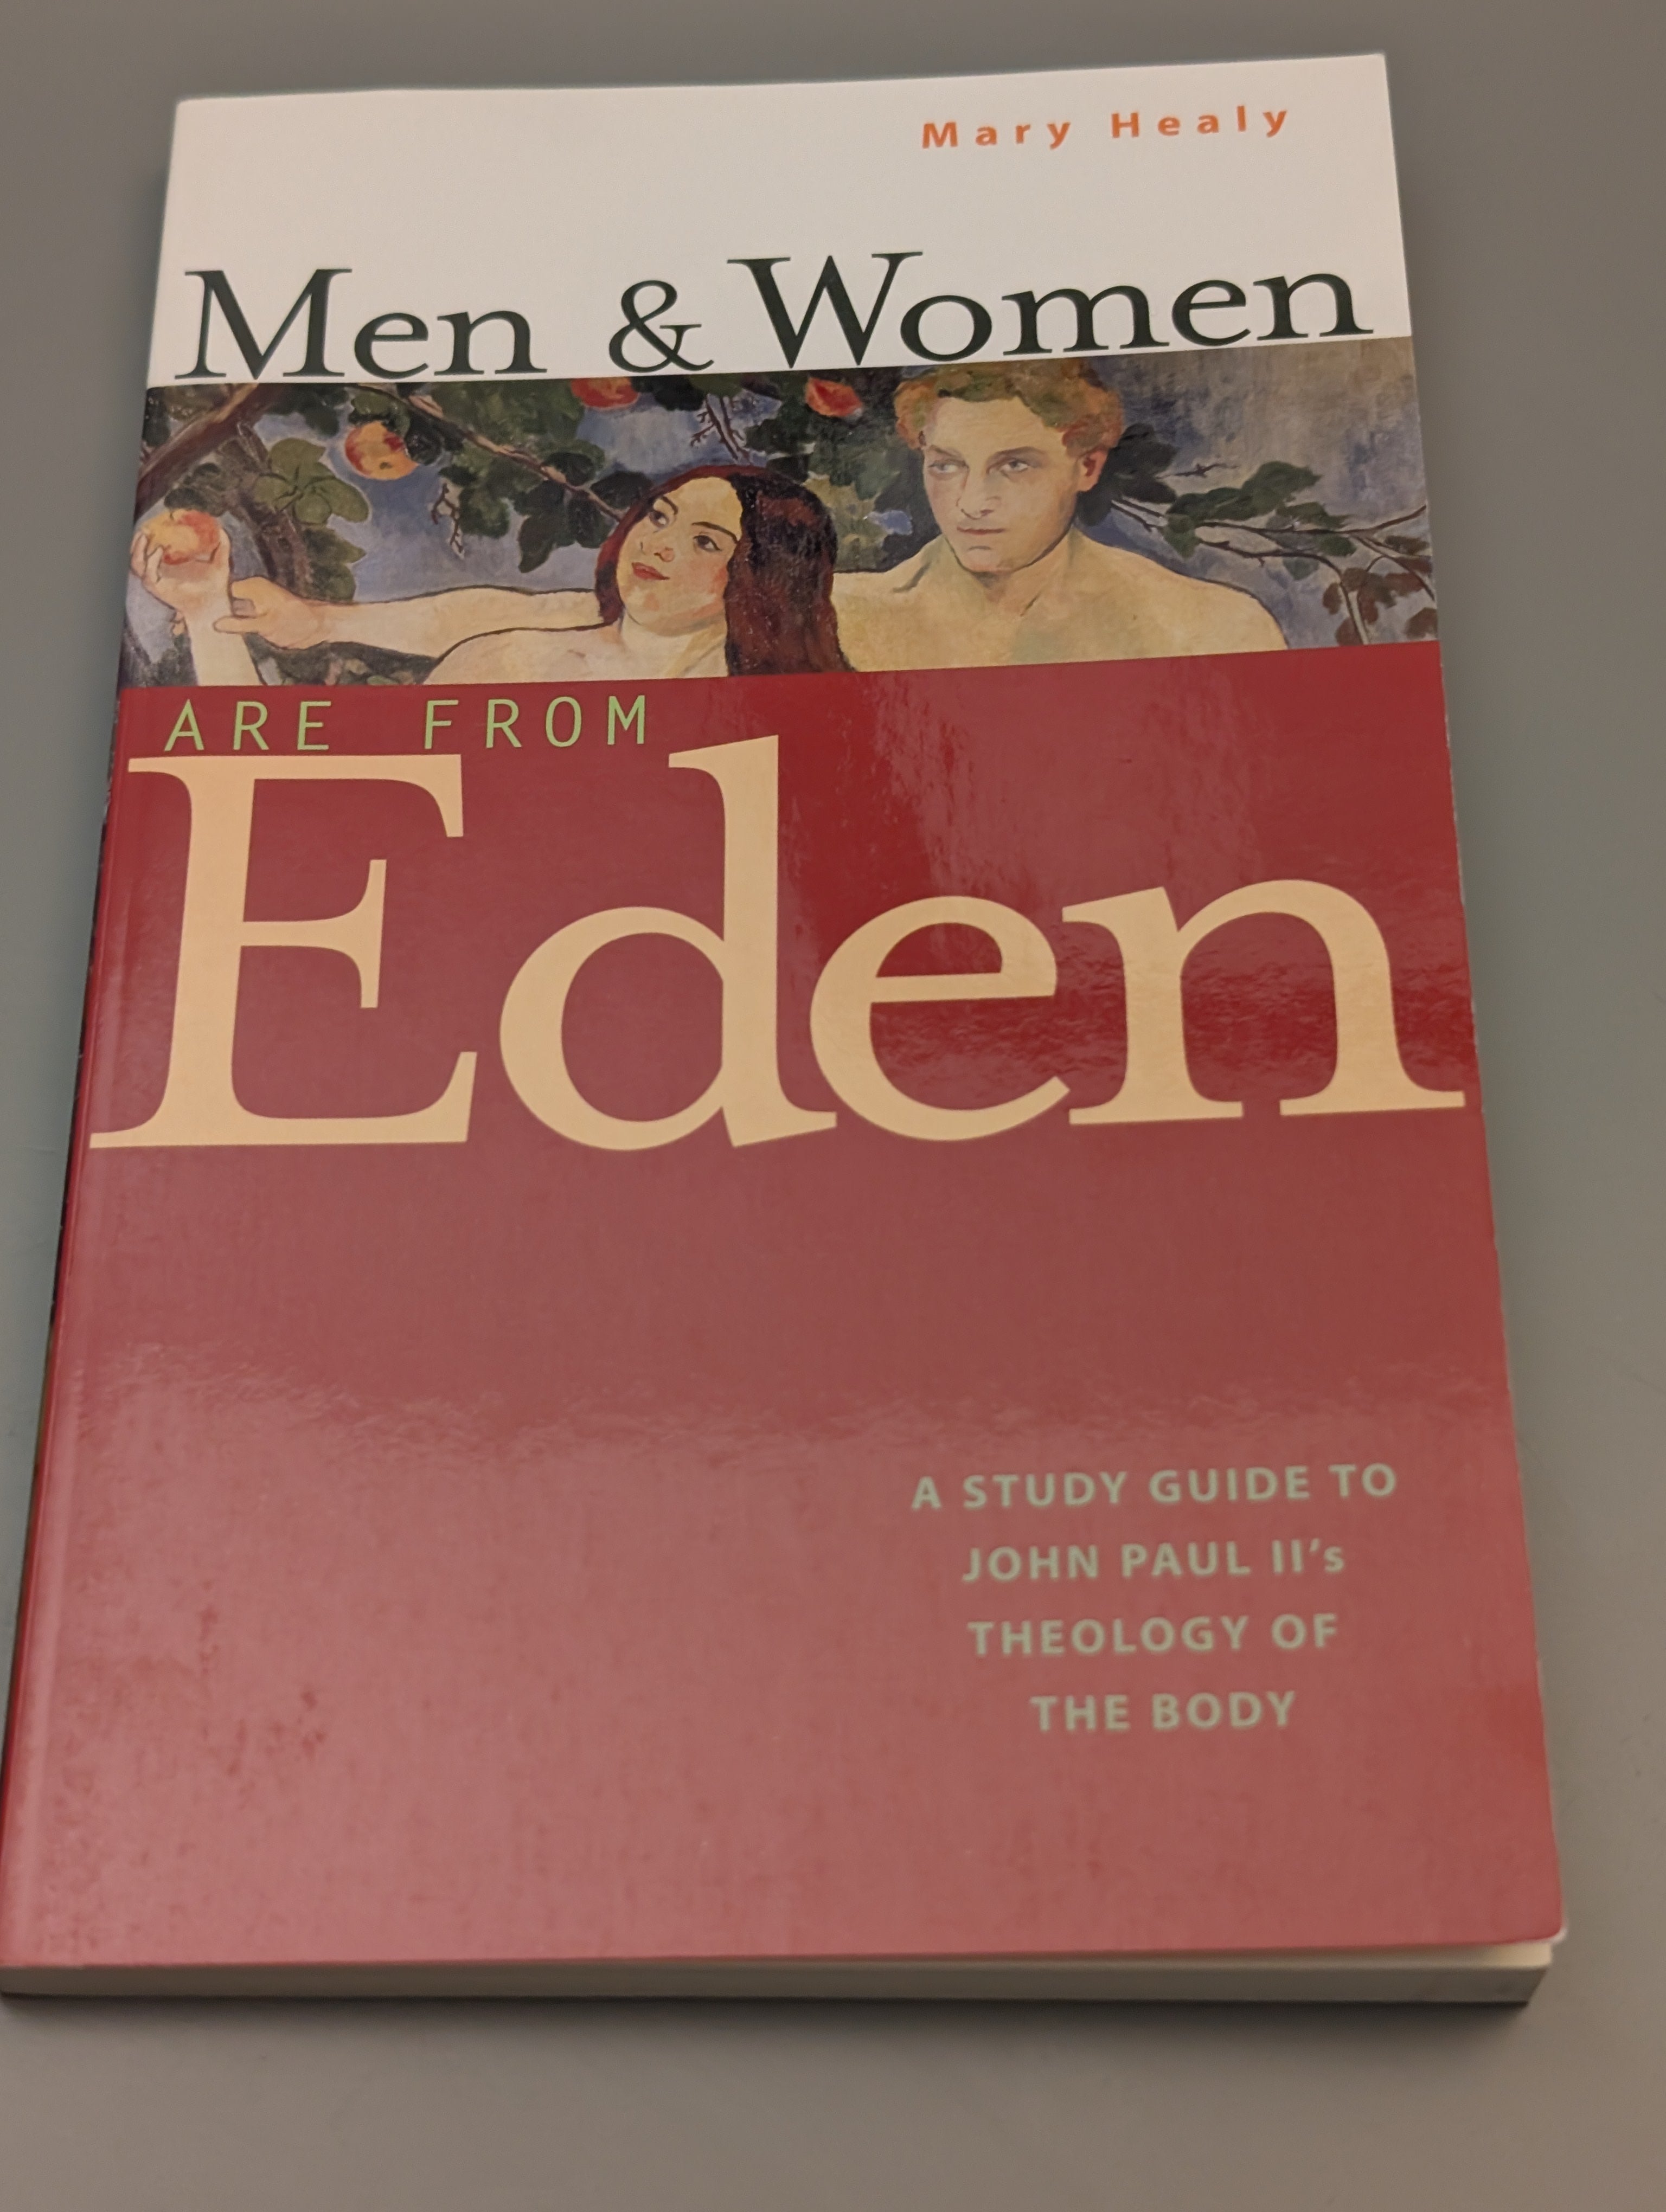 Mary Healy
Men & Women
ARE FROM
Eden
A STUDY GUIDE TO
JOHN PAUL II's
THEOLOGY OF
THE BODY